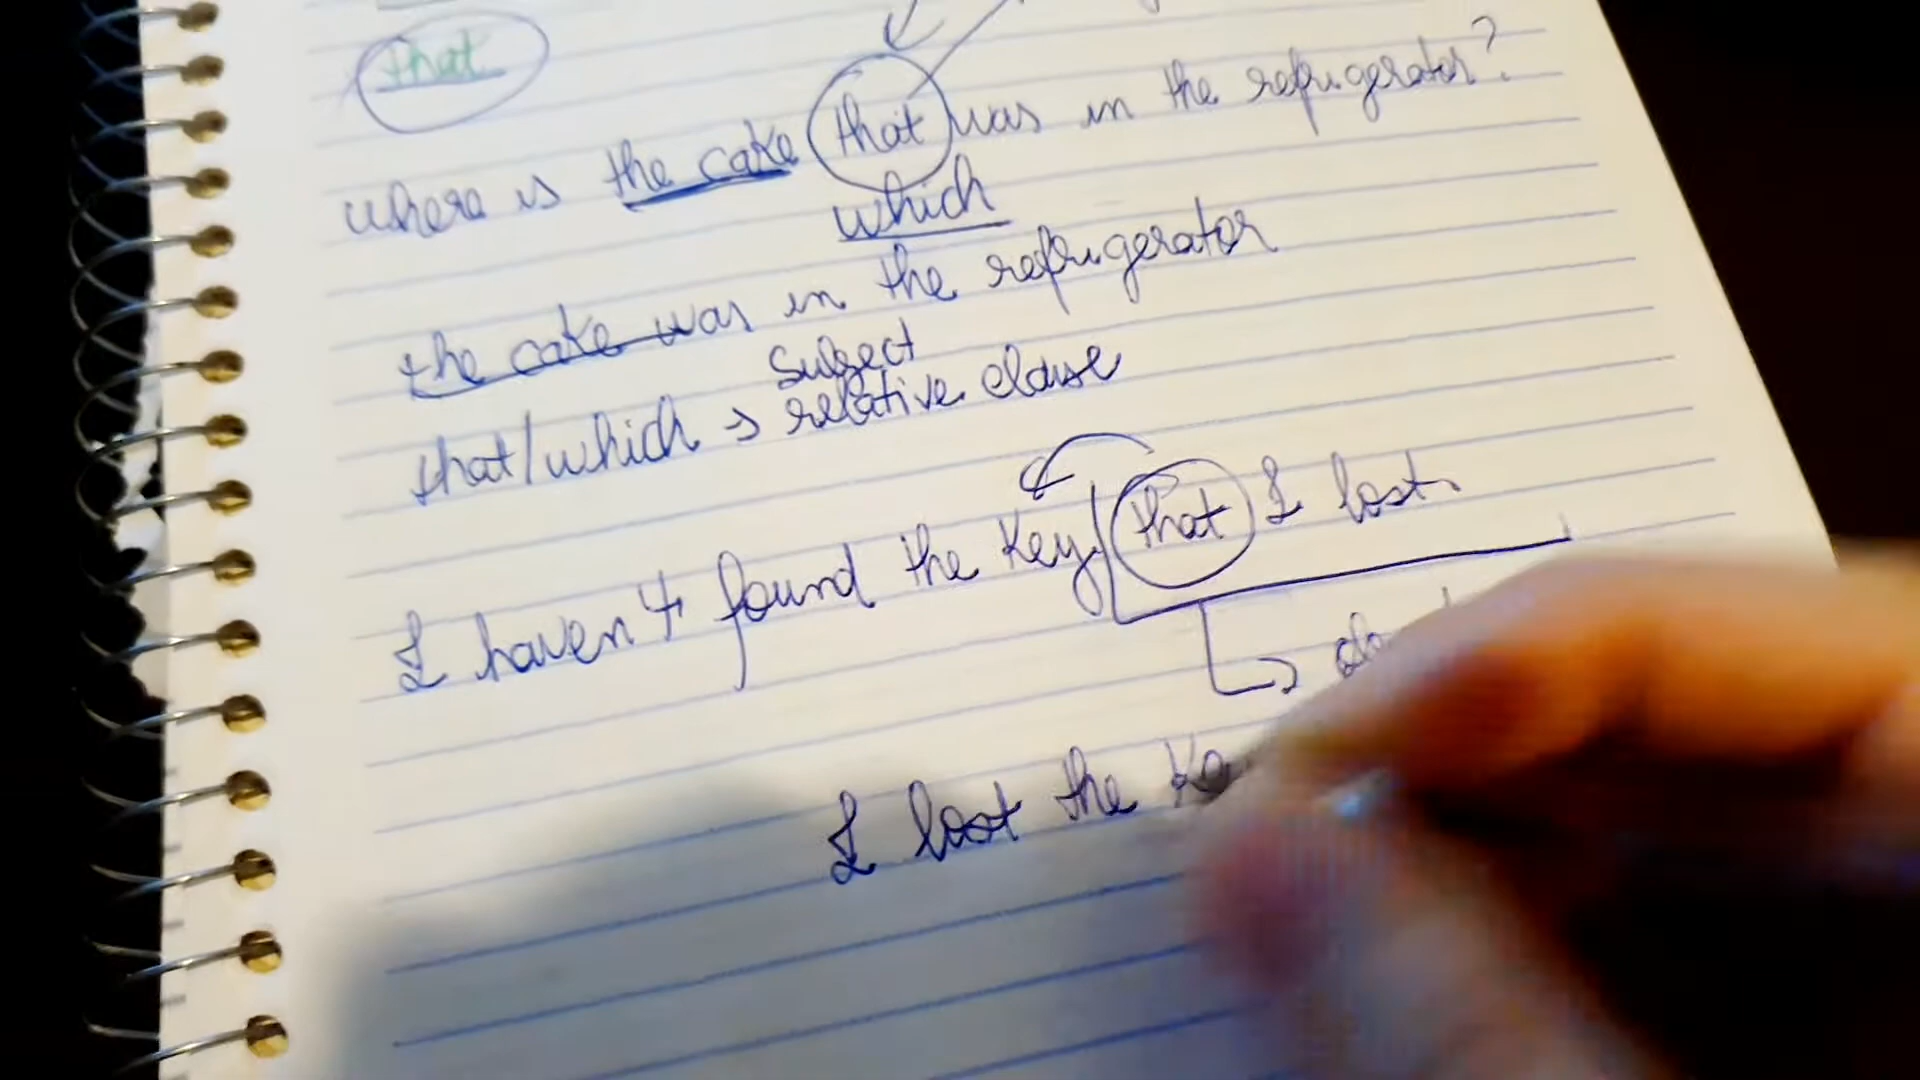 that
where is the cake that was in the refrigerator?
which
the cake was in the refrigerator
subject
that/which → relative clause
I haven't found the key that I lost.
I lost the